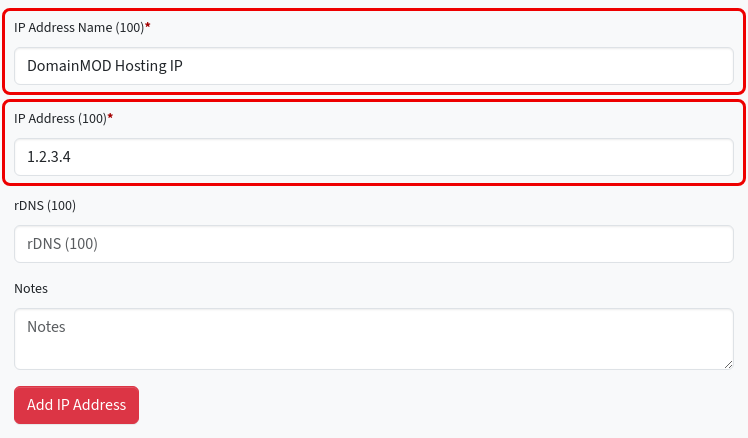 IP Address Name (100)*
DomainMOD Hosting IP
IP Address (100)*
1.2.3.4
rDNS (100)
rDNS (100)
Notes
Notes
Add IP Address